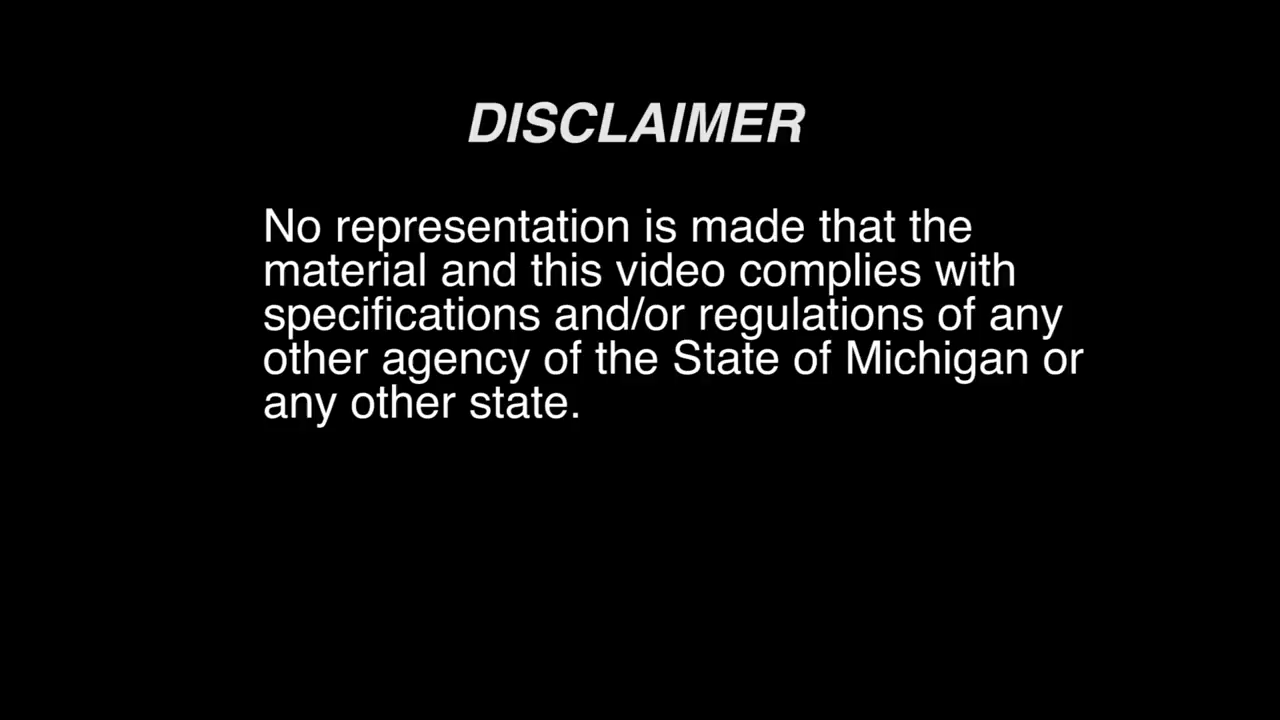 DISCLAIMER
No representation is made that the
material and this video complies with
specifications and/or regulations of any
other agency of the State of Michigan or
any other state.